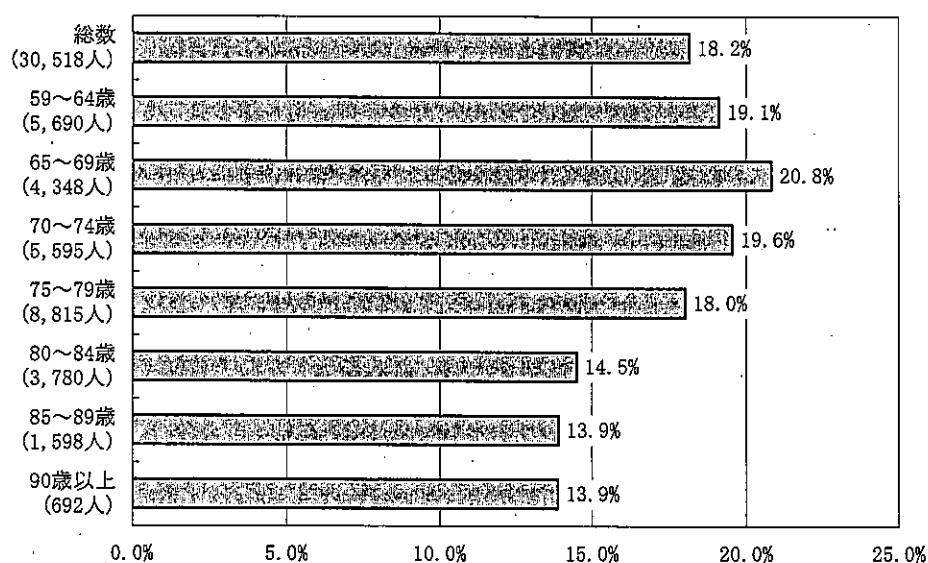 総数
(30,518人)
18.2%
59～64歳
(5,690人)
19.1%
65～69歳
(4,348人)
20.8%
70～74歳
(5,595人)
19.6%
75～79歳
(8,815人)
18.0%
80～84歳
(3,780人)
14.5%
85～89歳
(1,598人)
13.9%
90歳以上
(692人)
13.9%
0.0% 5.0% 10.0% 15.0% 20.0% 25.0%